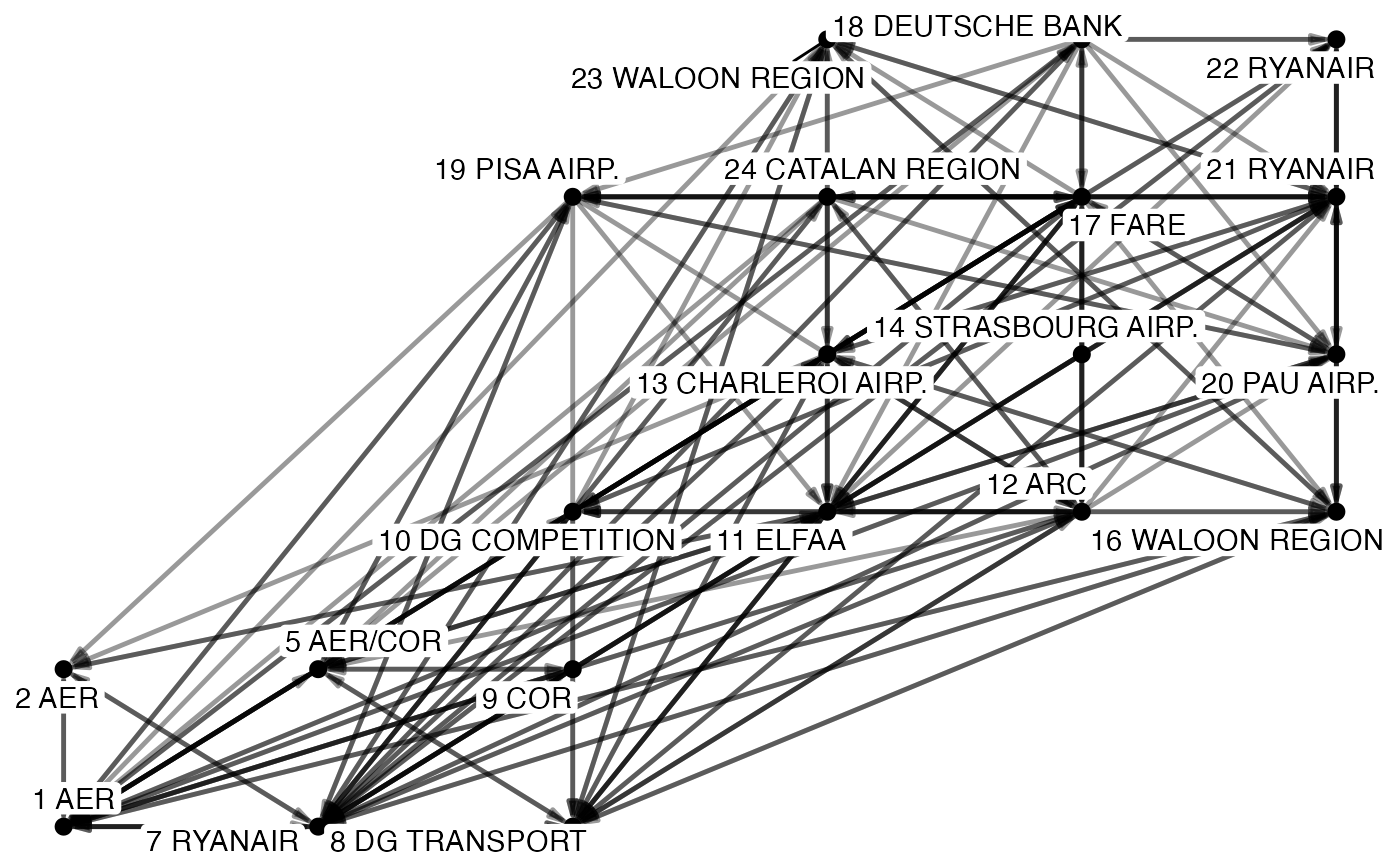 18 DEUTSCHE BANK
23 WALOON REGION
22 RYANAIR
19 PISA AIRP.
24 CATALAN REGION
21 RYANAIR
17 FARE
14 STRASBOURG AIRP.
13 CHARLEROI AIRP.
20 PAU AIRP.
12 ARC
10 DG COMPETITION
11 ELFAA
16 WALOON REGION
5 AER/COR
2 AER
9 COR
1 AER
7 RYANAIR
8 DG TRANSPORT